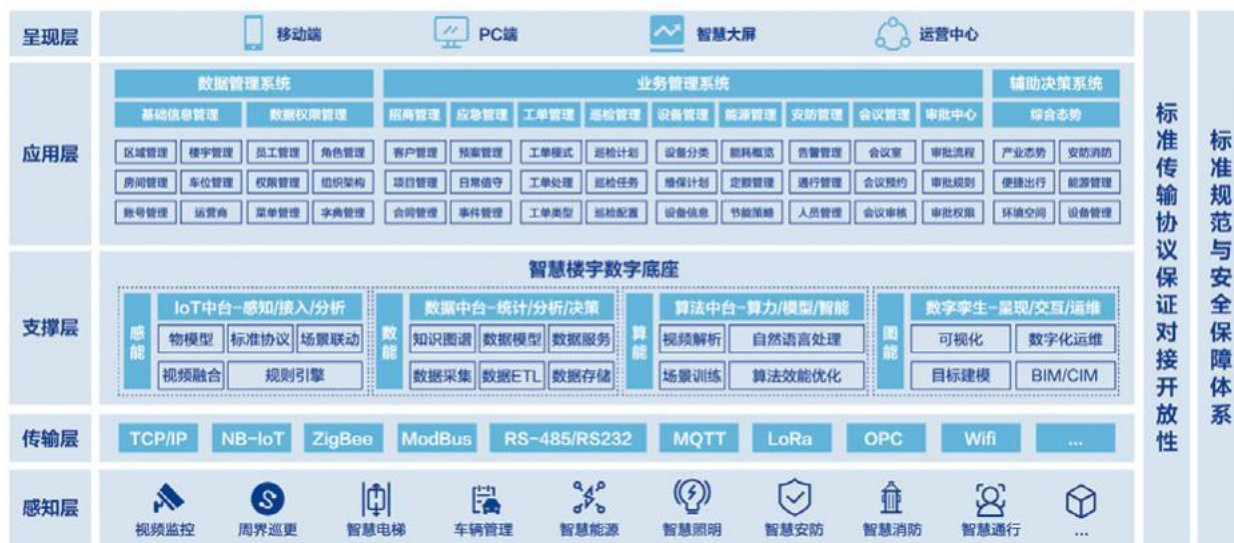 呈现层
移动端 PC端 智慧大屏 运营中心
应用层
数据管理系统 业务管理系统 辅助决策系统
基础信息管理 数据权限管理 招商管理 应急管理 工单管理 巡检管理 设备管理 能源管理 安防管理 会议管理 审批中心 综合态势
区域管理 楼宇管理 员工管理 角色管理 客户管理 预案管理 工单模式 巡检计划 设备分类 能耗概览 告警管理 会议室 审批流程 产业态势 安防消防
房间管理 车位管理 权限管理 组织架构 项目管理 日常值守 工单处理 巡检任务 维保计划 定额管理 通行管理 会议预约 审批规则 便捷出行 能源管理
账号管理 运营商 菜单管理 字典管理 合同管理 事件管理 工单类型 巡检配置 设备信息 节能策略 人员管理 会议审核 审批权限 环境空间 设备管理
支撑层
智慧楼宇数字底座
感能
IoT中台-感知/接入/分析
物模型 标准协议 场景联动
视频融合 规则引擎
数能
数据中台-统计/分析/决策
知识图谱 数据模型 数据服务
数据采集 数据ETL 数据存储
算能
算法中台-算力/模型/智能
视频解析 自然语言处理
场景训练 算法效能优化
图能
数字孪生-呈现/交互/运维
可视化 数字化运维
目标建模 BIM/CIM
传输层
TCP/IP NB-IoT ZigBee ModBus RS-485/RS232 MQTT LoRa OPC Wifi ...
感知层
视频监控 周界巡更 智慧电梯 车辆管理 智慧能源 智慧照明 智慧安防 智慧消防 智慧通行 ...
标准传输协议保证对接开放性
标准规范与安全保障体系